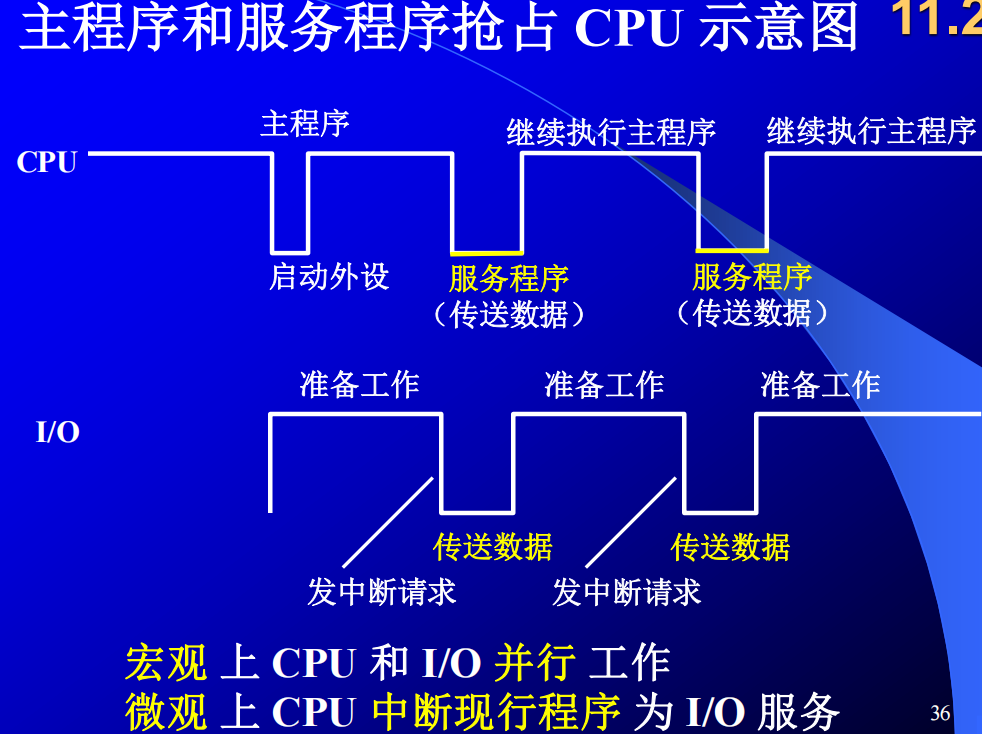 主程序和服务程序抢占 CPU 示意图 11.2
主程序 继续执行主程序 继续执行主程序
CPU
启动外设 服务程序 服务程序
（传送数据） （传送数据）
准备工作 准备工作 准备工作
I/O
传送数据 传送数据
发中断请求 发中断请求
宏观 上 CPU 和 I/O 并行 工作
微观 上 CPU 中断现行程序 为 I/O 服务
36